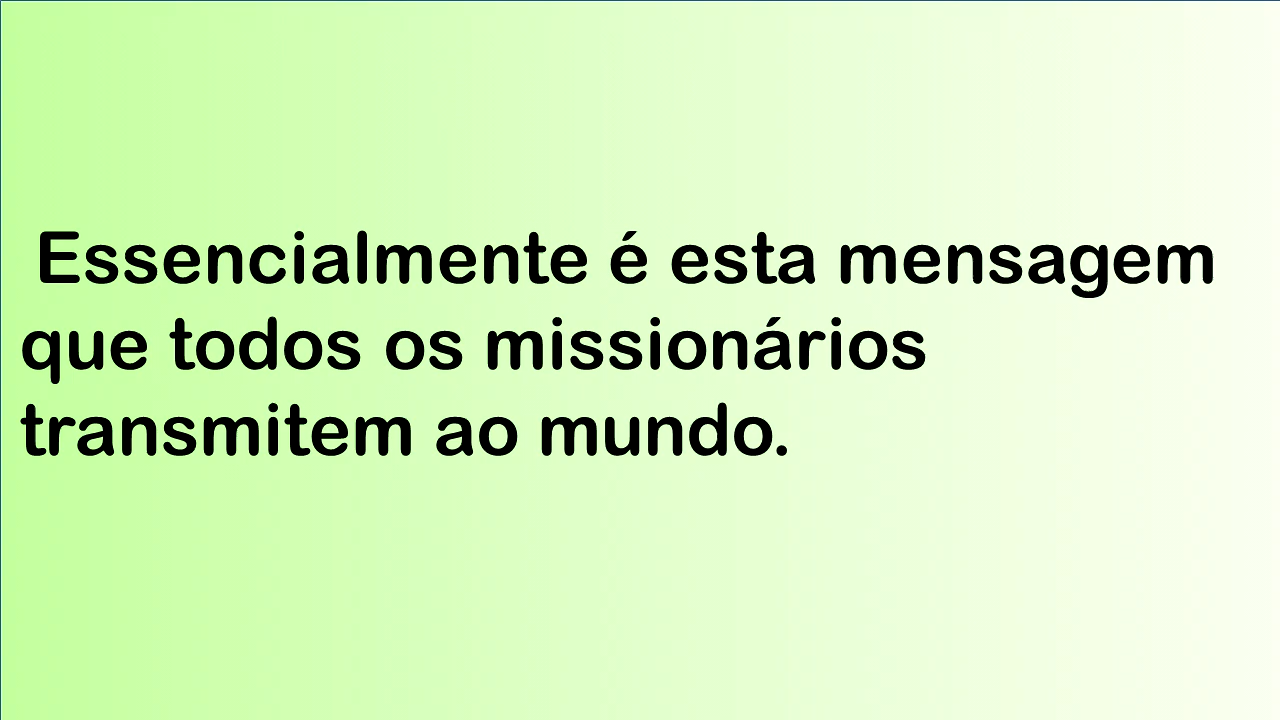 Essencialmente é esta mensagem
que todos os missionários
transmitem ao mundo.